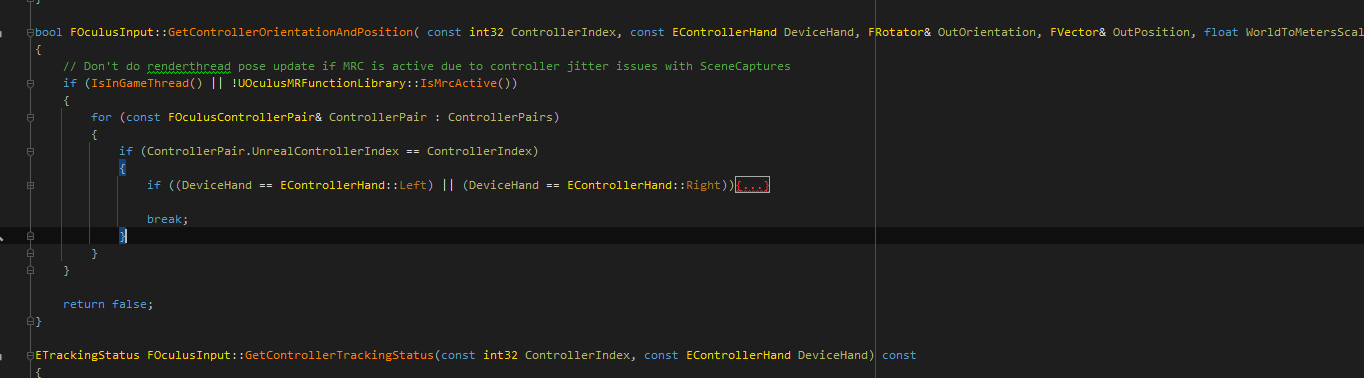 }
bool FOculusInput::GetControllerOrientationAndPosition( const int32 ControllerIndex, const EControllerHand DeviceHand, FRotator& OutOrientation, FVector& OutPosition, float WorldToMetersScal
{
// Don't do renderthread pose update if MRC is active due to controller jitter issues with SceneCaptures
if (IsInGameThread() || !UOculusMRFunctionLibrary::IsMrcActive())
{
for (const FOculusControllerPair& ControllerPair : ControllerPairs)
{
if (ControllerPair.UnrealControllerIndex == ControllerIndex)
{
if ((DeviceHand == EControllerHand::Left) || (DeviceHand == EControllerHand::Right)){...}
break;
}
}
}
return false;
}
ETrackingStatus FOculusInput::GetControllerTrackingStatus(const int32 ControllerIndex, const EControllerHand DeviceHand) const
{